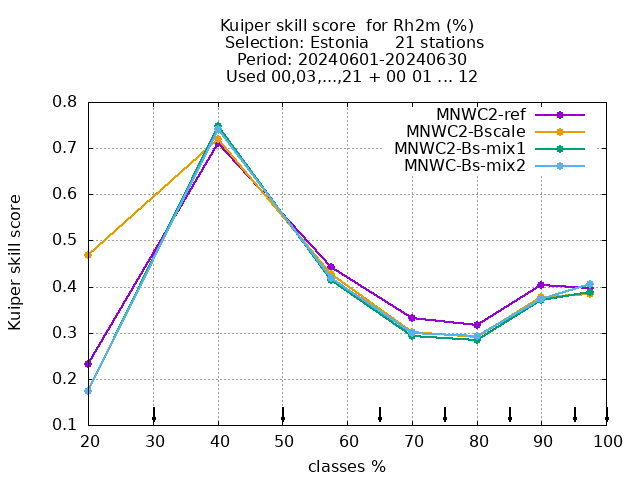 Kuiper skill score  for Rh2m (%)
Selection: Estonia     21 stations
Period: 20240601-20240630
Used 00,03,...,21 + 00 01 ... 12
MNWC2-ref
MNWC2-Bscale
MNWC2-Bs-mix1
MNWC-Bs-mix2
Kuiper skill score
0.8
0.7
0.6
0.5
0.4
0.3
0.2
0.1
20 30 40 50 60 70 80 90 100
classes %